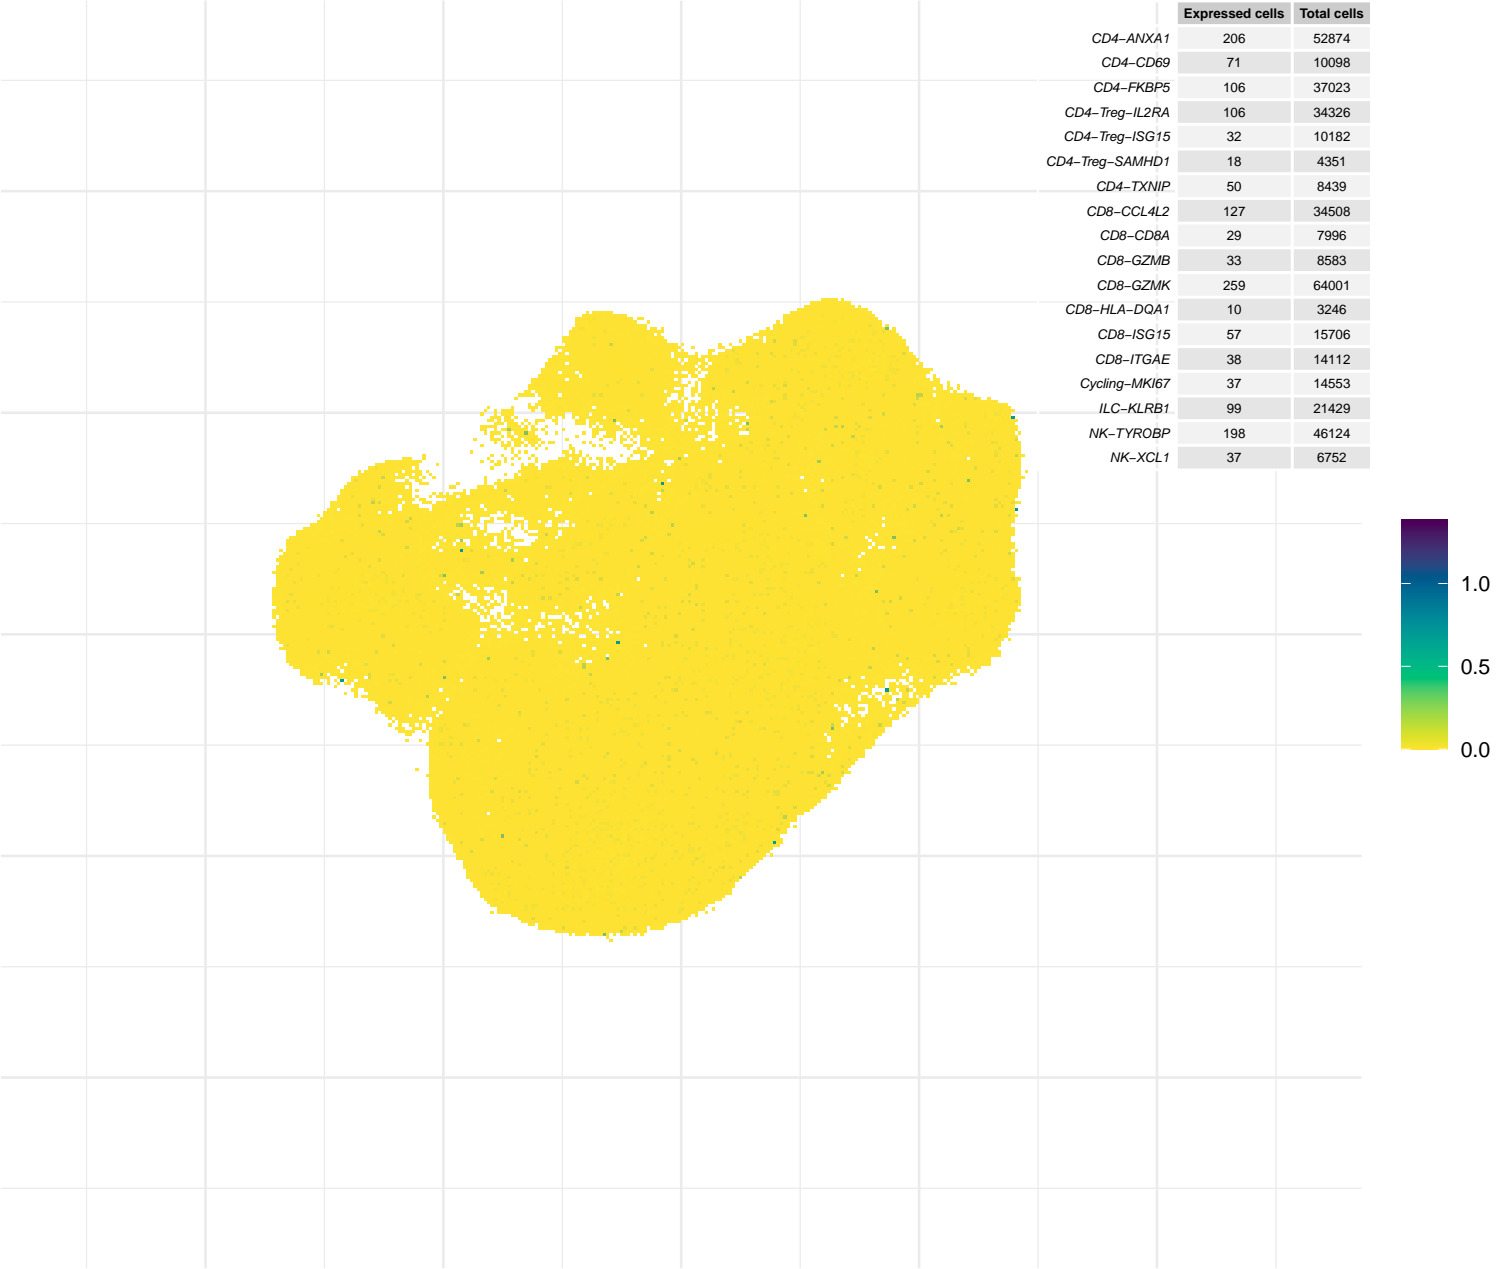 Expressed cells Total cells
CD4−ANXA1 206 52874
CD4−CD69 71 10098
CD4−FKBP5 106 37023
CD4−Treg−IL2RA 106 34326
CD4−Treg−ISG15 32 10182
CD4−Treg−SAMHD1 18 4351
CD4−TXNIP 50 8439
CD8−CCL4L2 127 34508
CD8−CD8A 29 7996
CD8−GZMB 33 8583
CD8−GZMK 259 64001
CD8−HLA−DQA1 10 3246
CD8−ISG15 57 15706
CD8−ITGAE 38 14112
Cycling−MKI67 37 14553
ILC−KLRB1 99 21429
NK−TYROBP 198 46124
NK−XCL1 37 6752
1.0
0.5
0.0